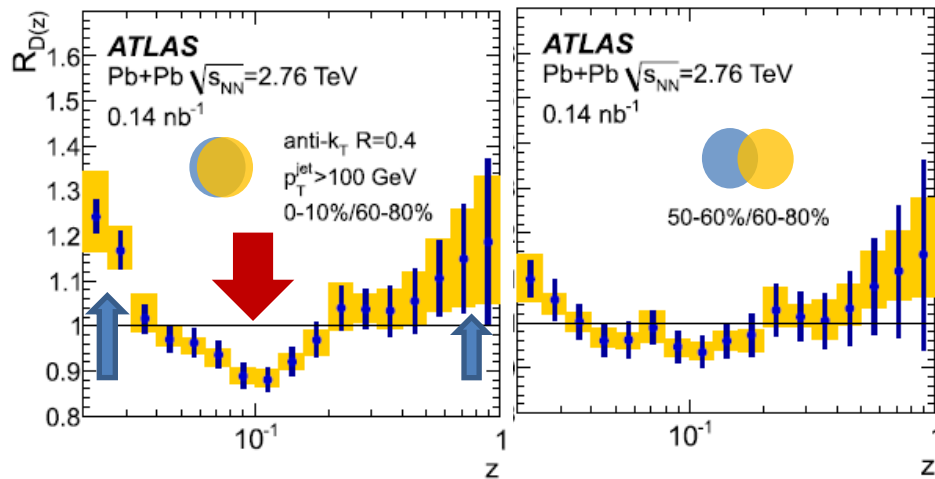 R_D(z)
1.6
1.5
1.4
1.3
1.2
1.1
1
0.9
0.8
ATLAS
Pb+Pb √s_NN=2.76 TeV
0.14 nb⁻¹
anti-k_T R=0.4
p_T^jet>100 GeV
0-10%/60-80%
10⁻¹
1
z
ATLAS
Pb+Pb √s_NN=2.76 TeV
0.14 nb⁻¹
50-60%/60-80%
10⁻¹
1
z